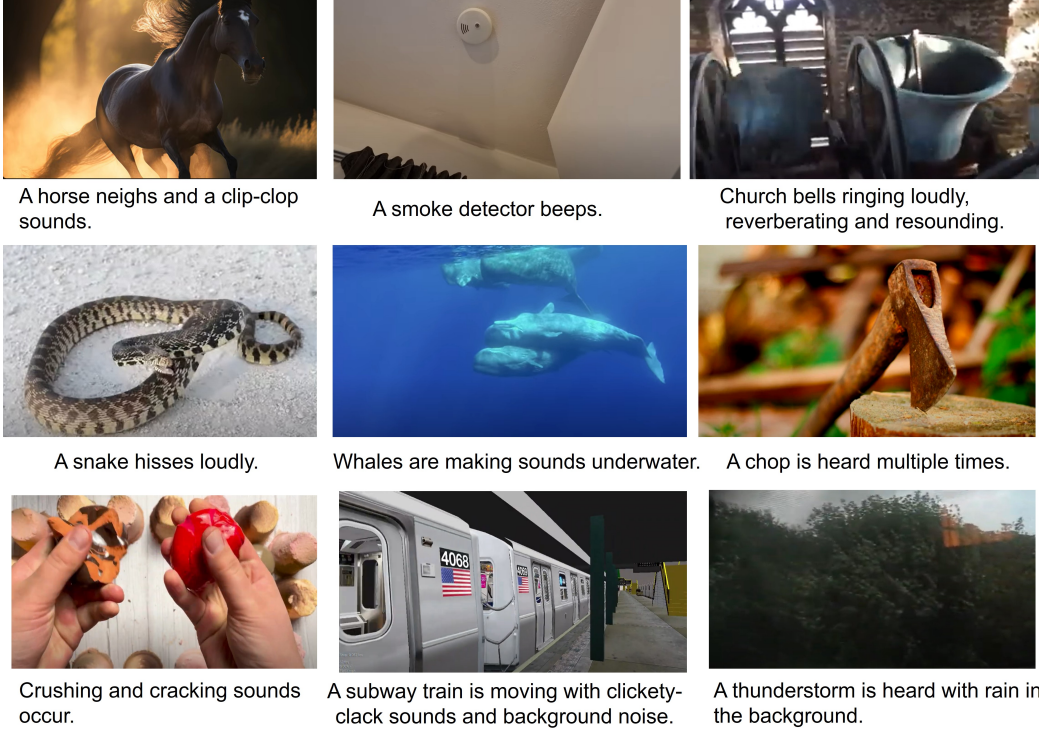 A horse neighs and a clip-clop
sounds.
A smoke detector beeps.
Church bells ringing loudly,
reverberating and resounding.
A snake hisses loudly.
Whales are making sounds underwater.
A chop is heard multiple times.
4068
4069
Crushing and cracking sounds
occur.
A subway train is moving with clickety-
clack sounds and background noise.
A thunderstorm is heard with rain in
the background.